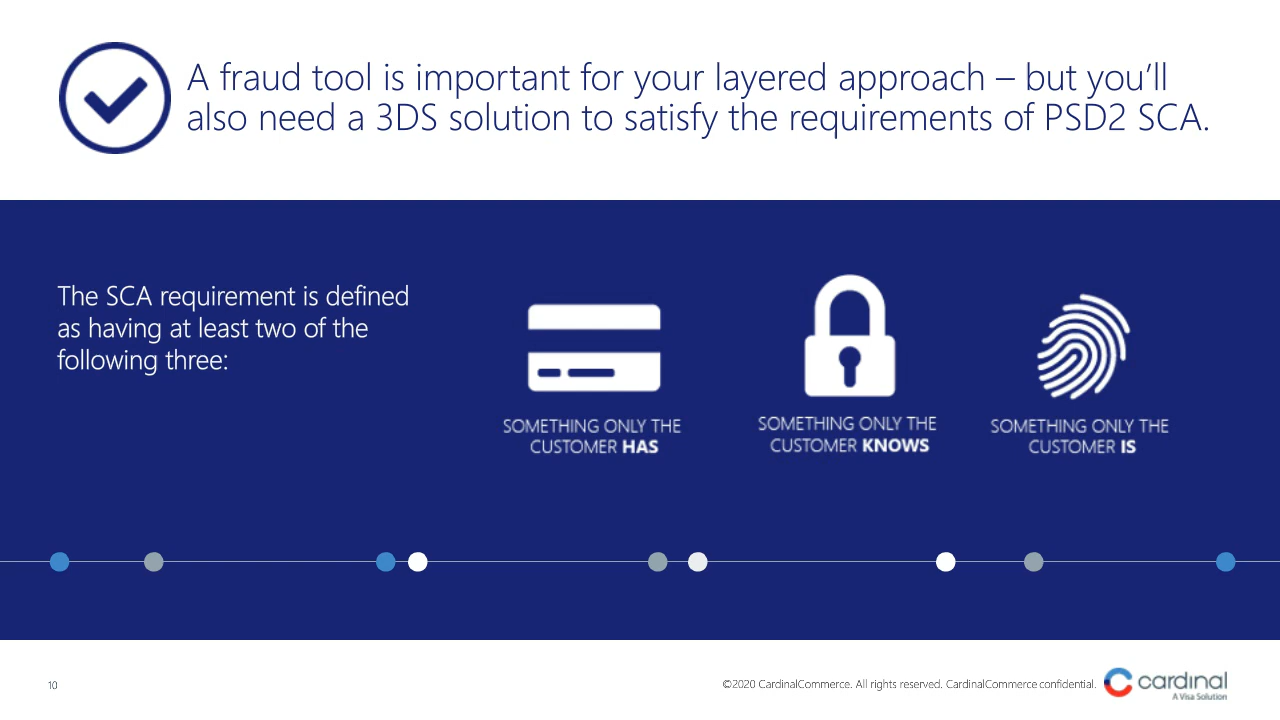 A fraud tool is important for your layered approach – but you’ll
also need a 3DS solution to satisfy the requirements of PSD2 SCA.
The SCA requirement is defined
as having at least two of the
following three:
SOMETHING ONLY THE
CUSTOMER HAS
SOMETHING ONLY THE
CUSTOMER KNOWS
SOMETHING ONLY THE
CUSTOMER IS
10
©2020 CardinalCommerce. All rights reserved. CardinalCommerce confidential.
cardinal
A Visa Solution